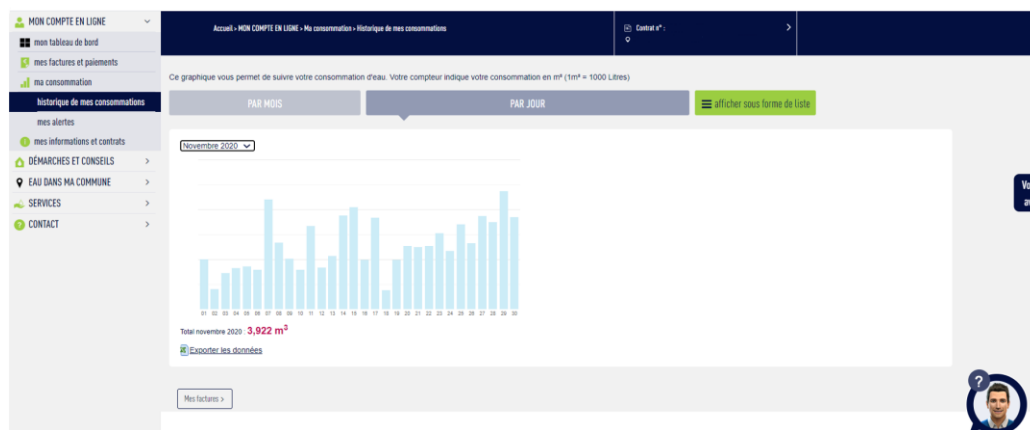 MON COMPTE EN LIGNE
mon tableau de bord
mes factures et paiements
ma consommation
historique de mes consommations
mes alertes
mes informations et contrats
DÉMARCHES ET CONSEILS
EAU DANS MA COMMUNE
SERVICES
CONTACT
Accueil > MON COMPTE EN LIGNE > Ma consommation > Historique de mes consommations
Contrat n° :
Ce graphique vous permet de suivre votre consommation d'eau. Votre compteur indique votre consommation en m³ (1m³ = 1000 Litres)
PAR MOIS
PAR JOUR
afficher sous forme de liste
Novembre 2020
01 02 03 04 05 06 07 08 09 10 11 12 13 14 15 16 17 18 19 20 21 22 23 24 25 26 27 28 29 30
Total novembre 2020 : 3,922 m³
Exporter les données
Mes factures >
Vo
?